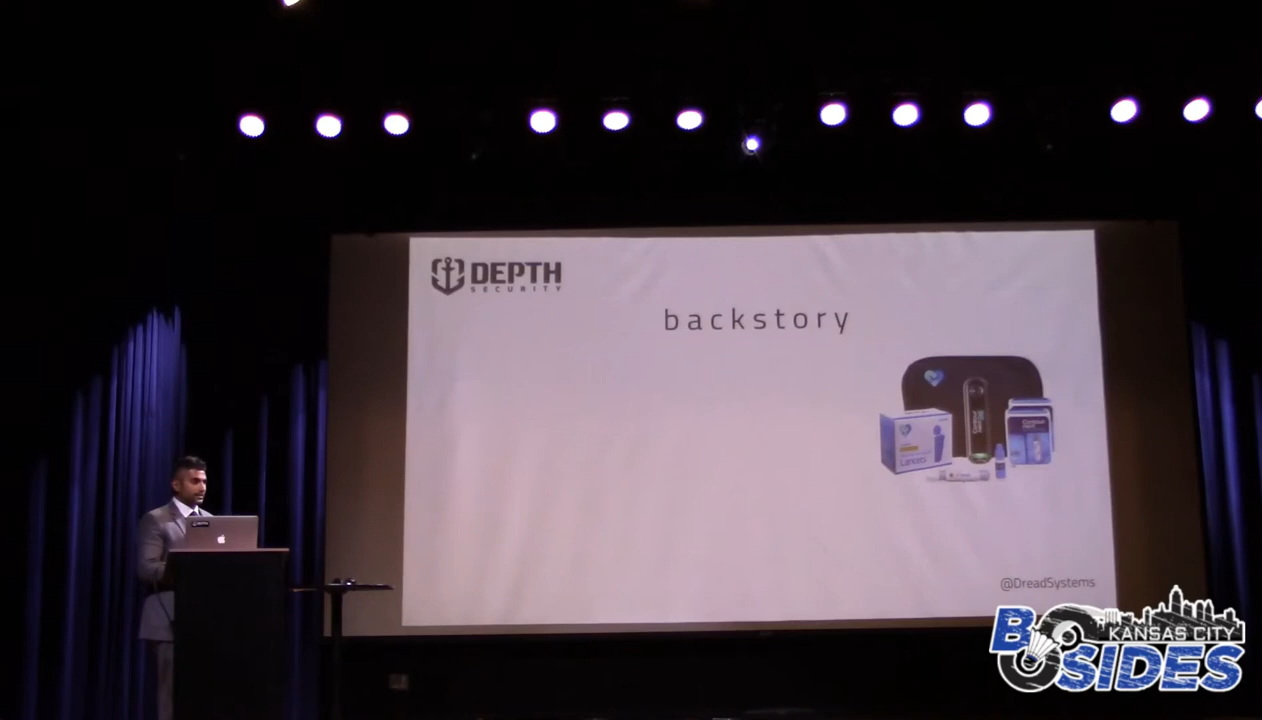 DEPTH
SECURITY
backstory
@DreadSystems
KANSAS CITY
BSIDES